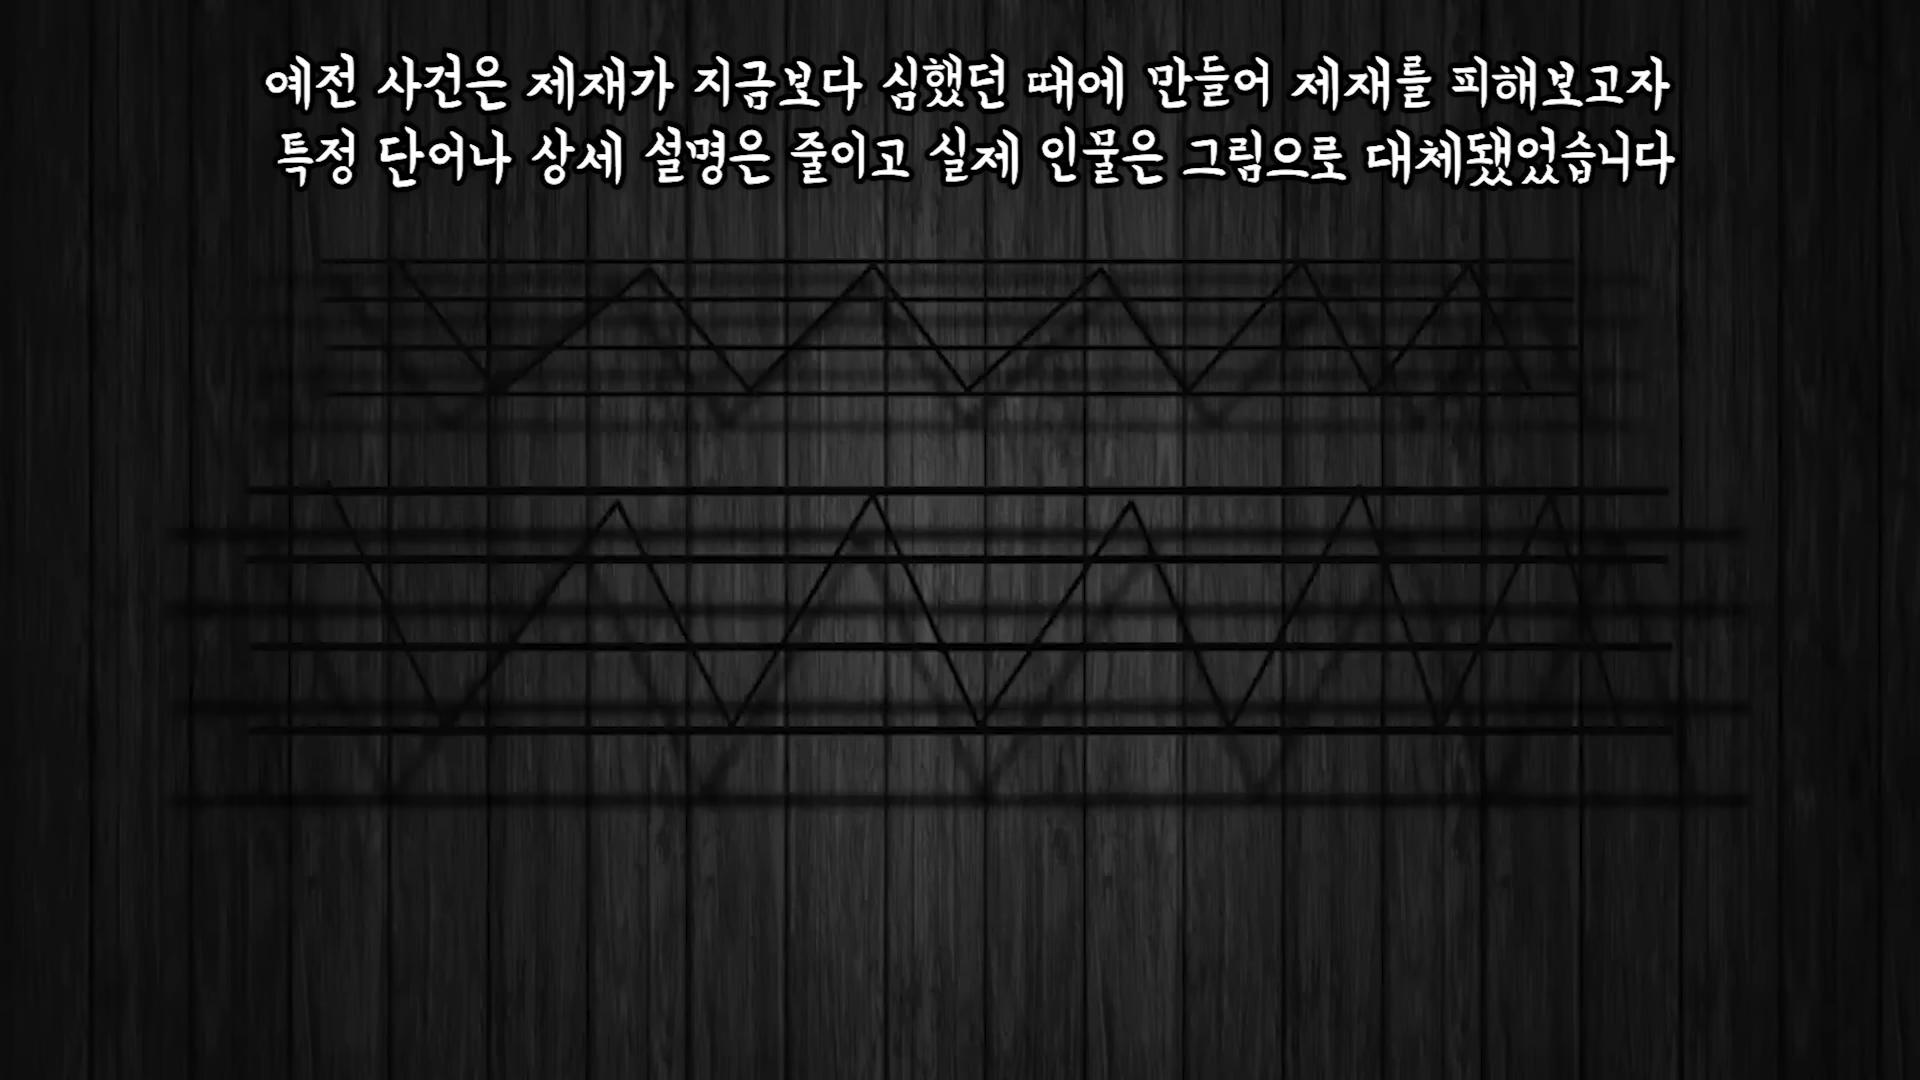 예전 사건은 제재가 지금보다 심했던 때에 만들어 제재를 피해보고자
특정 단어나 상세 설명은 줄이고 실제 인물은 그림으로 대체됐었습니다